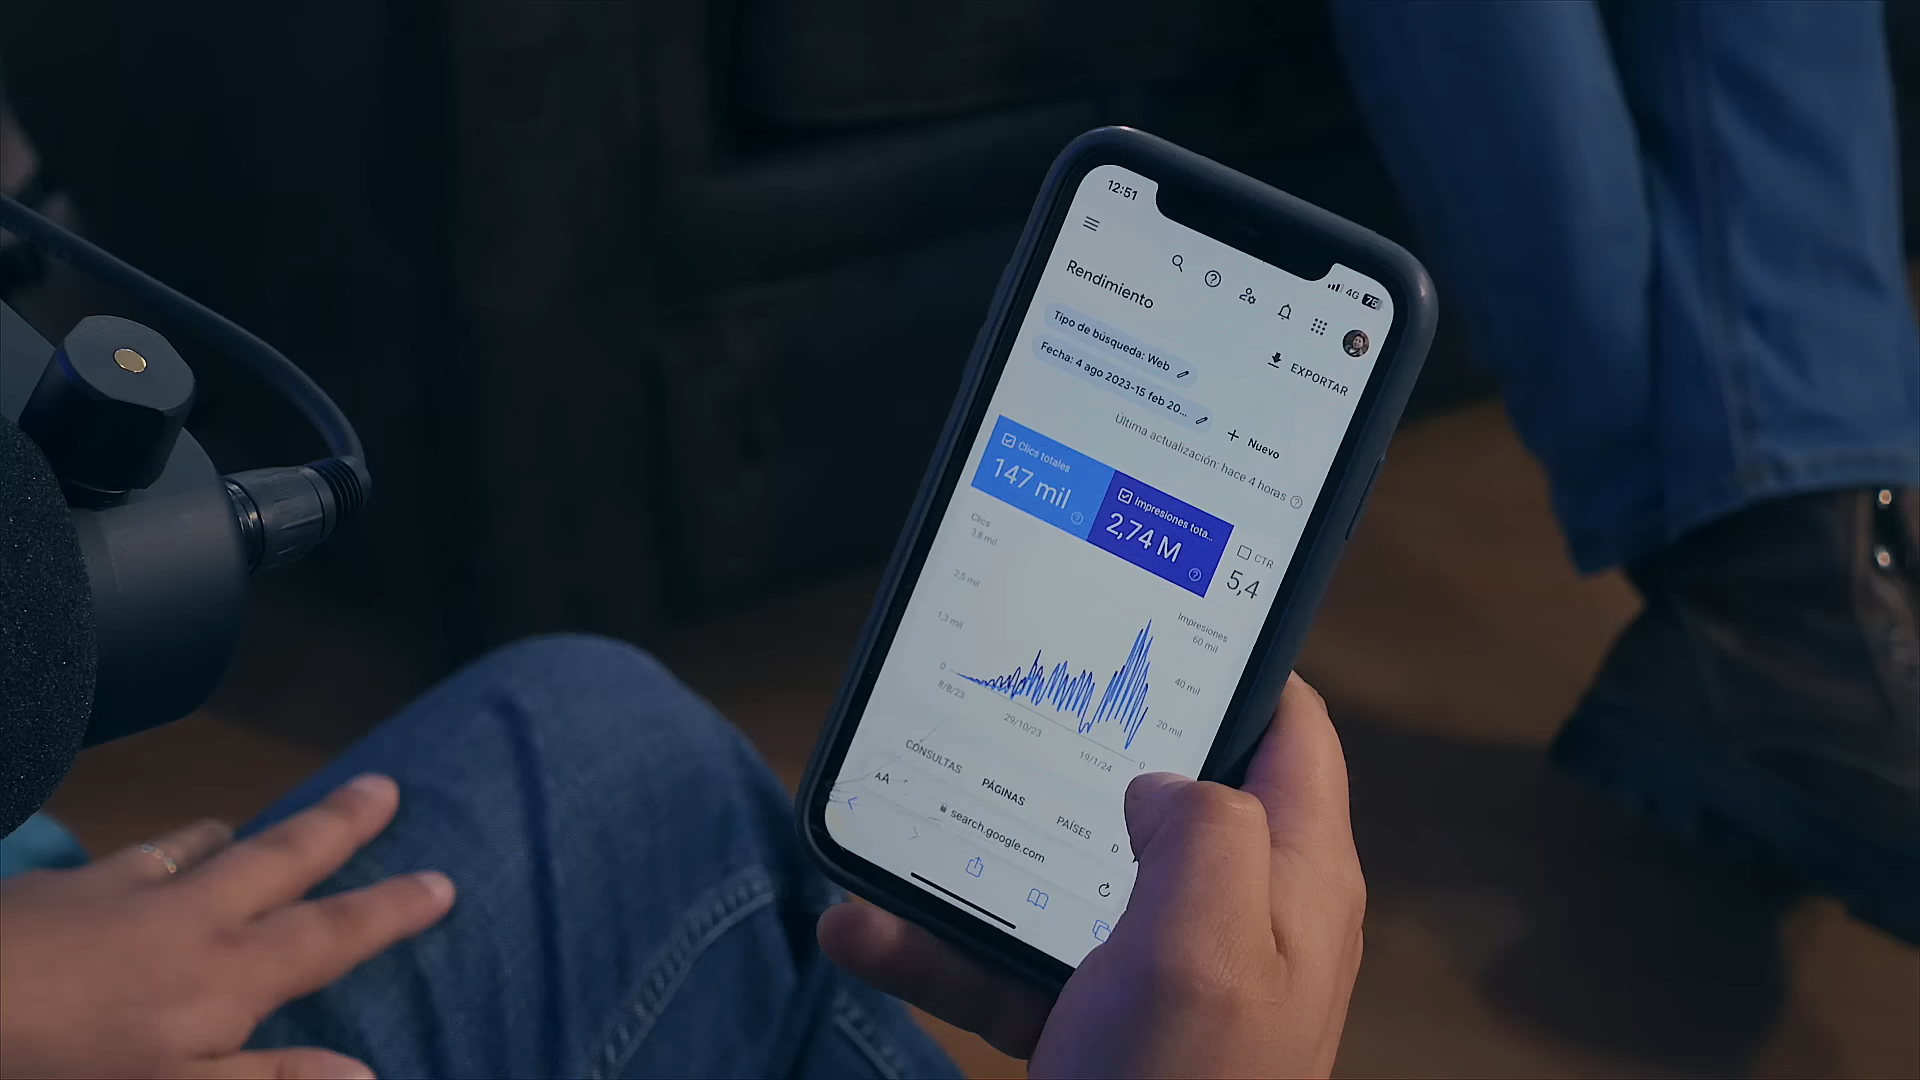 12:51
4G 76
Rendimiento
Tipo de búsqueda: Web
EXPORTAR
Fecha: 4 ago 2023-15 feb 20...
+ Nuevo
Última actualización: hace 4 horas
Clics totales
147 mil
Impresiones tota...
2,74 M
CTR
5,4
Clics
3,8 mil
2,5 mil
1,3 mil
0
Impresiones
60 mil
40 mil
20 mil
0
8/8/23
29/10/23
19/1/24
CONSULTAS
PÁGINAS
PAÍSES
D
AA
search.google.com